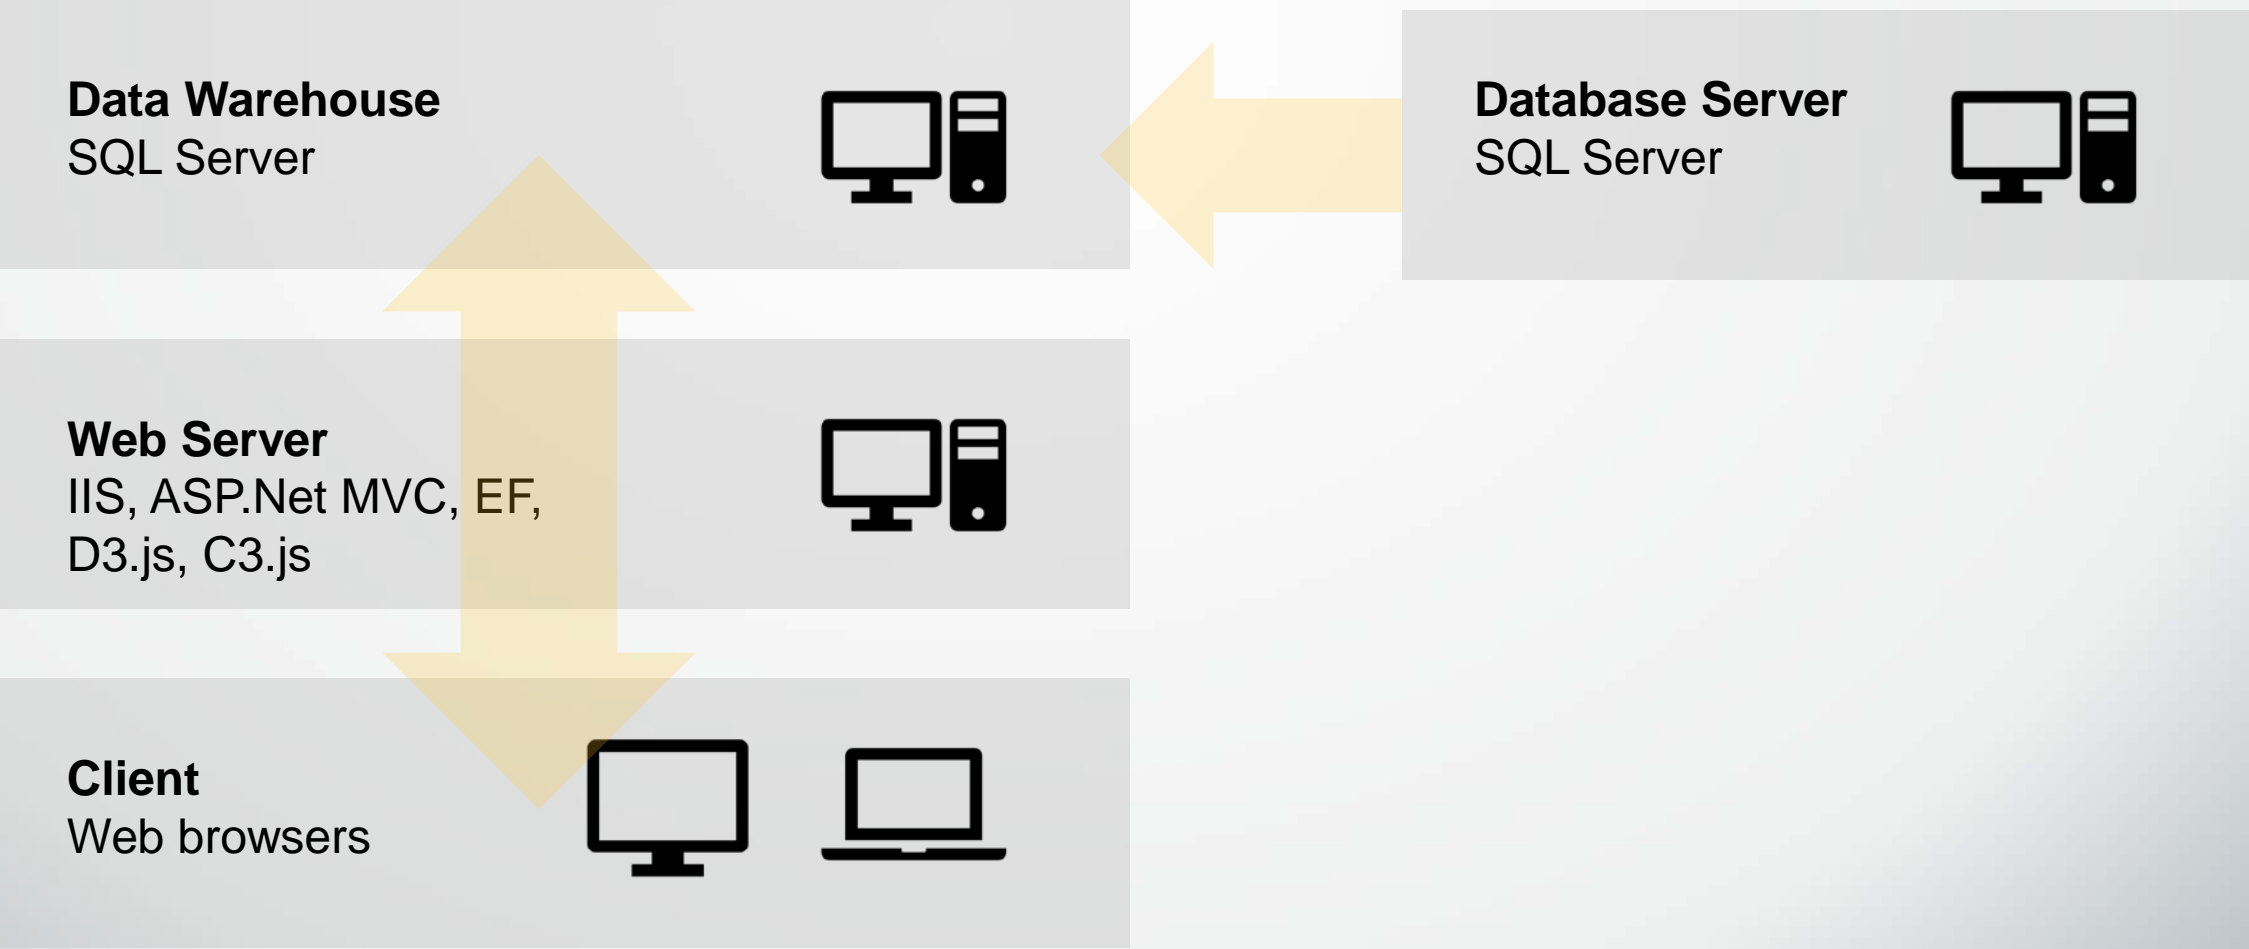 Data Warehouse
SQL Server
Database Server
SQL Server
Web Server
IIS, ASP.Net MVC, EF,
D3.js, C3.js
Client
Web browsers